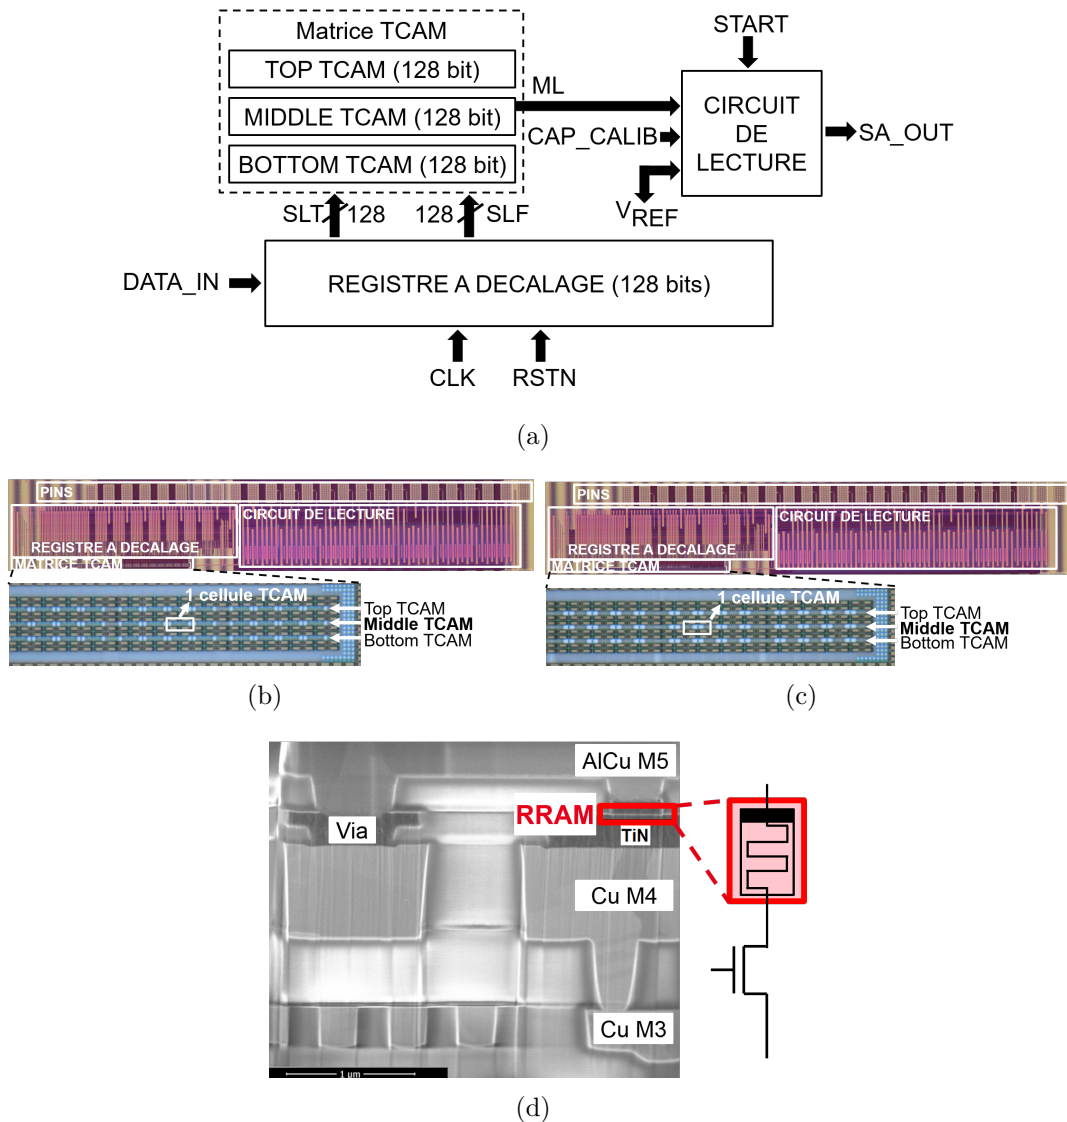 Matrice TCAM
TOP TCAM (128 bit)
MIDDLE TCAM (128 bit)
BOTTOM TCAM (128 bit)
ML
CAP_CALIB
VREF
START
CIRCUIT
DE
LECTURE
SA_OUT
SLT 128
128 SLF
DATA_IN
REGISTRE A DECALAGE (128 bits)
CLK
RSTN
(a)
PINS
CIRCUIT DE LECTURE
REGISTRE A DECALAGE
MATRICE TCAM
1 cellule TCAM
Top TCAM
Middle TCAM
Bottom TCAM
(b)
PINS
CIRCUIT DE LECTURE
REGISTRE A DECALAGE
MATRICE TCAM
1 cellule TCAM
Top TCAM
Middle TCAM
Bottom TCAM
(c)
AlCu M5
RRAM
Via
TiN
Cu M4
Cu M3
1 µm
(d)